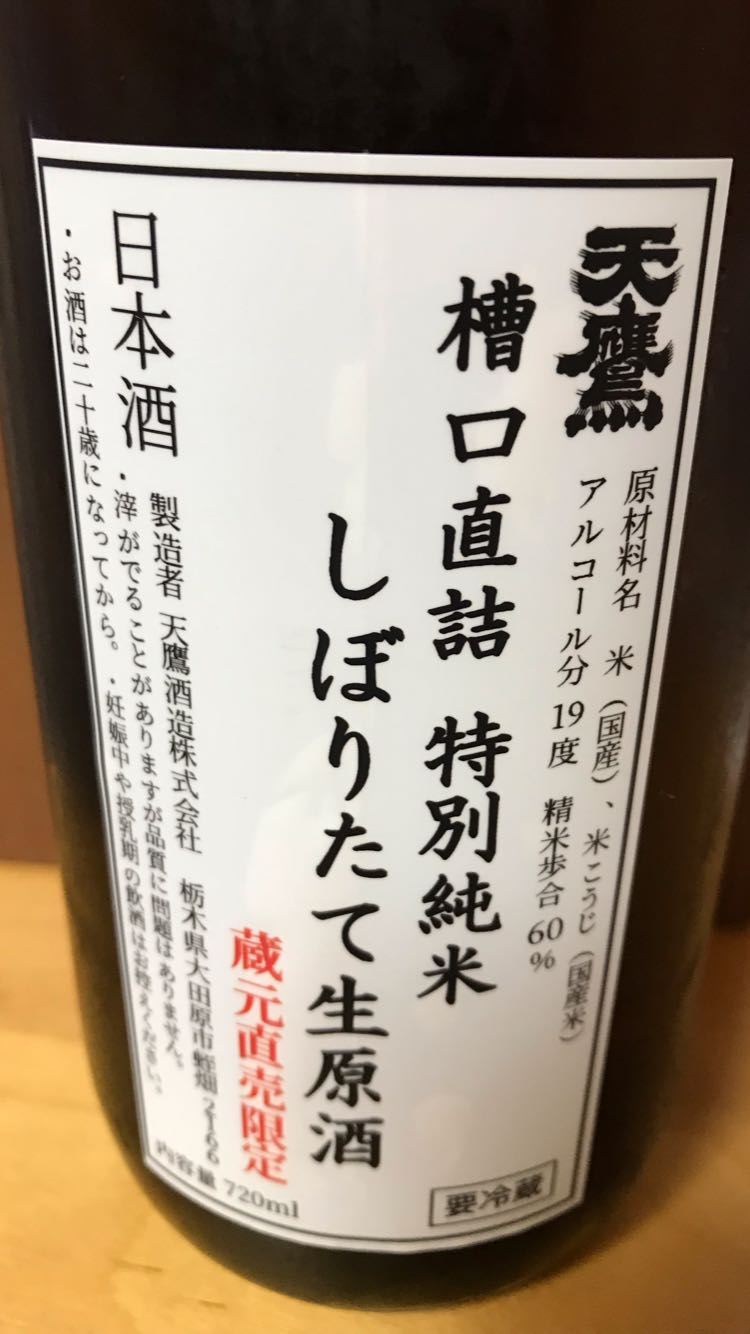 天鷹
原材料名 米（国産）、米こうじ（国産米）
アルコール分 19度 精米歩合 60%
槽口直詰 特別純米
しぼりたて生原酒
要冷蔵
蔵元直売限定
日本酒
製造者 天鷹酒造株式会社 栃木県大田原市蛭畑2166
・滓がでることがありますが品質に問題はありません。
・お酒は二十歳になってから。・妊娠中や授乳期の飲酒はお控えください。
内容量 720ml